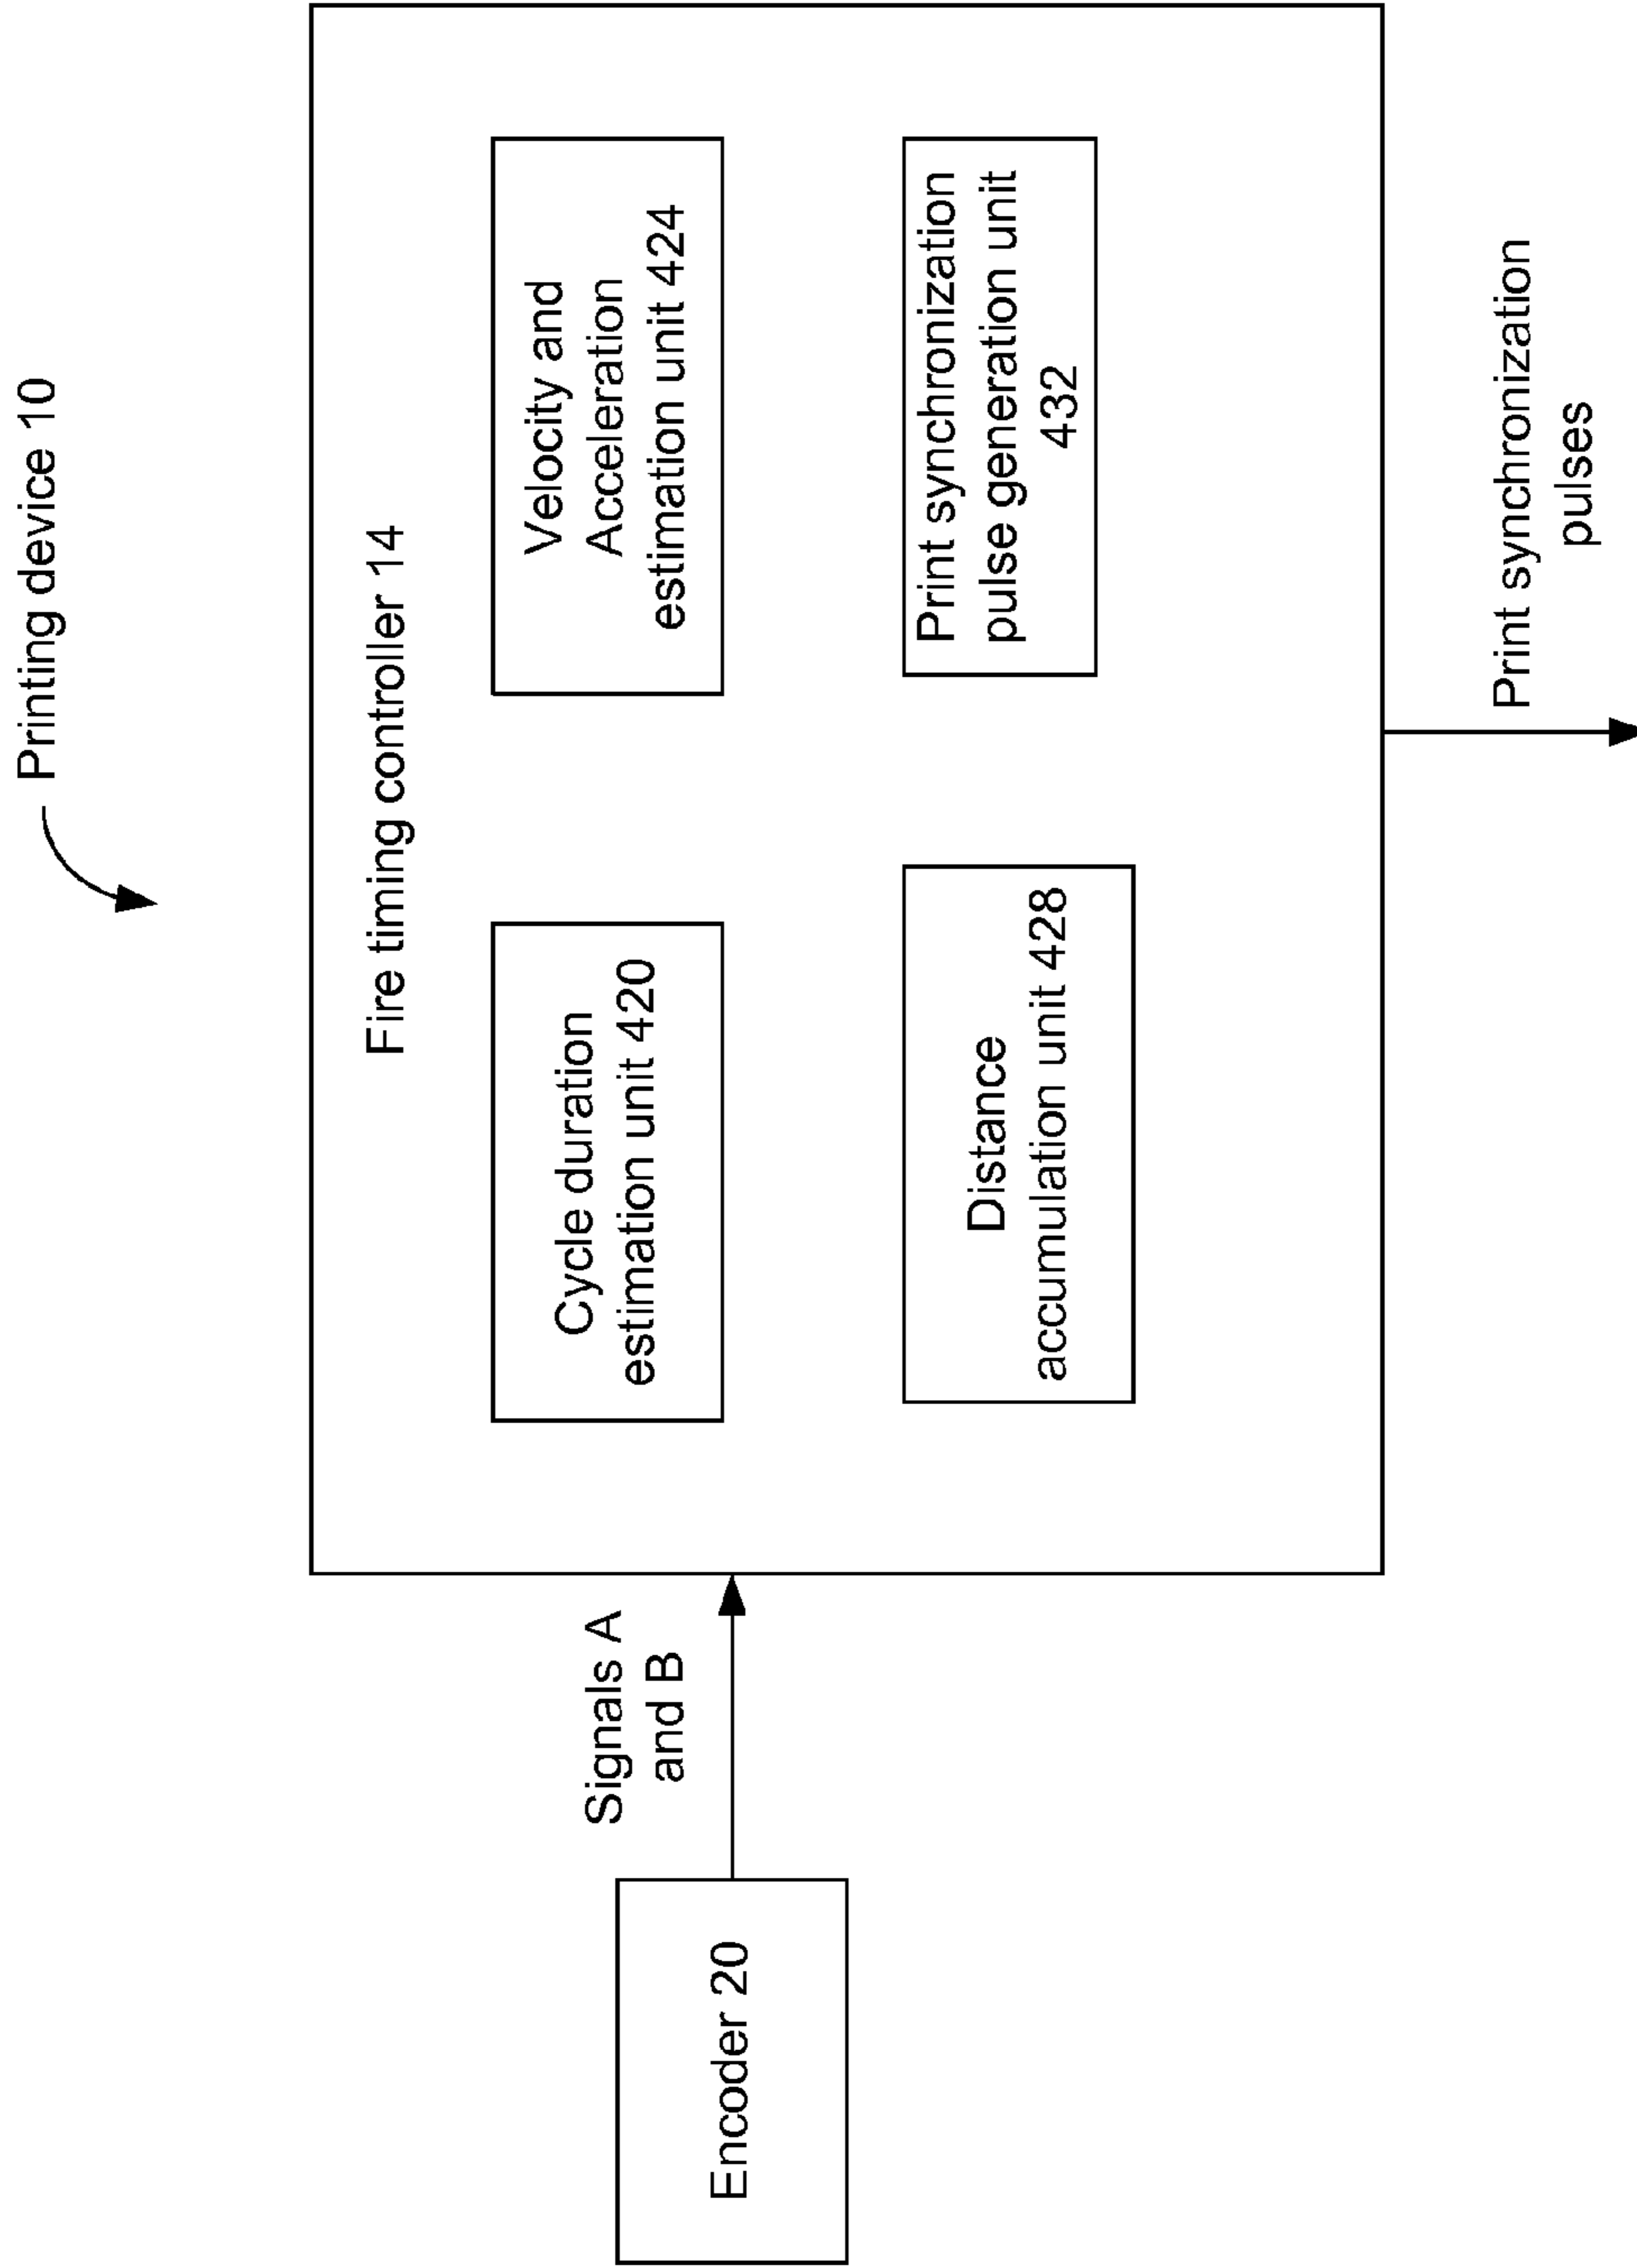 Printing device 10
Fire timing controller 14
Cycle duration
estimation unit 420
Velocity and
Acceleration
estimation unit 424
Distance
accumulation unit 428
Print synchronization
pulse generation unit
432
Signals A
and B
Encoder 20
Print synchronization
pulses